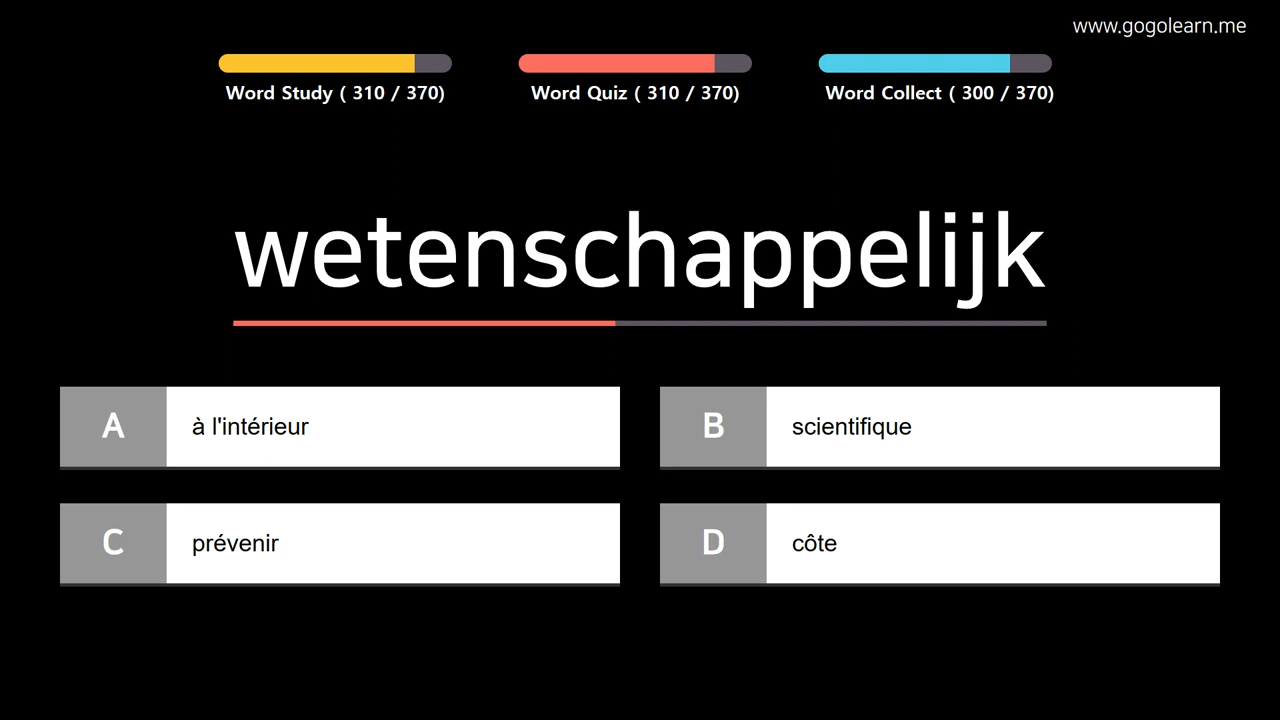 www.gogolearn.me
Word Study ( 310 / 370)
Word Quiz ( 310 / 370)
Word Collect ( 300 / 370)
wetenschappelijk
A à l'intérieur
B scientifique
C prévenir
D côte